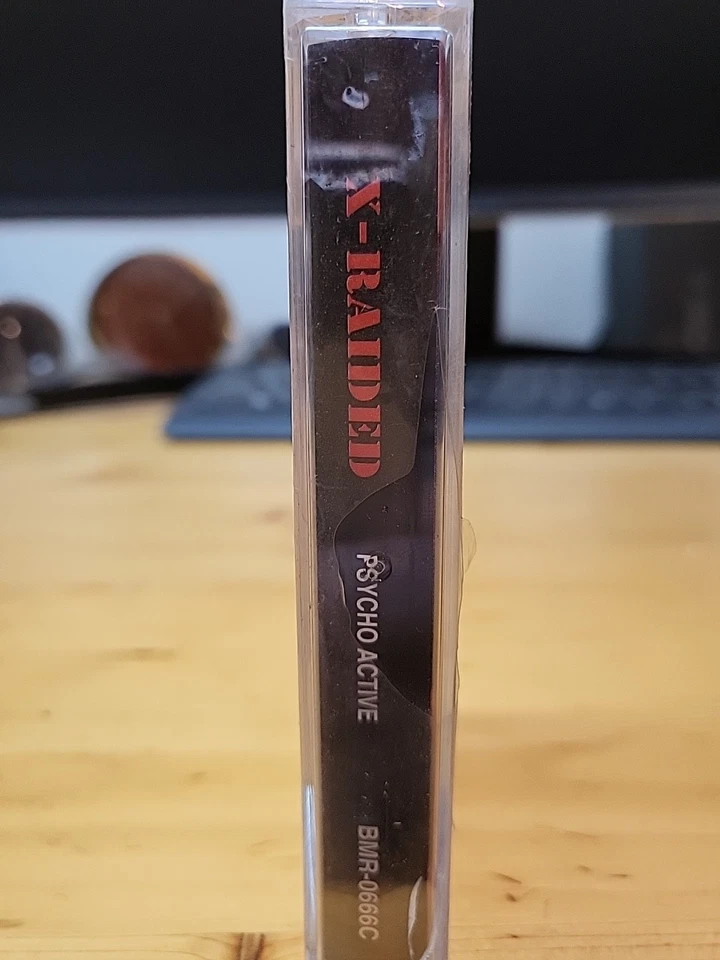 X-RAIDED
PSYCHO ACTIVE
BMR-0666C